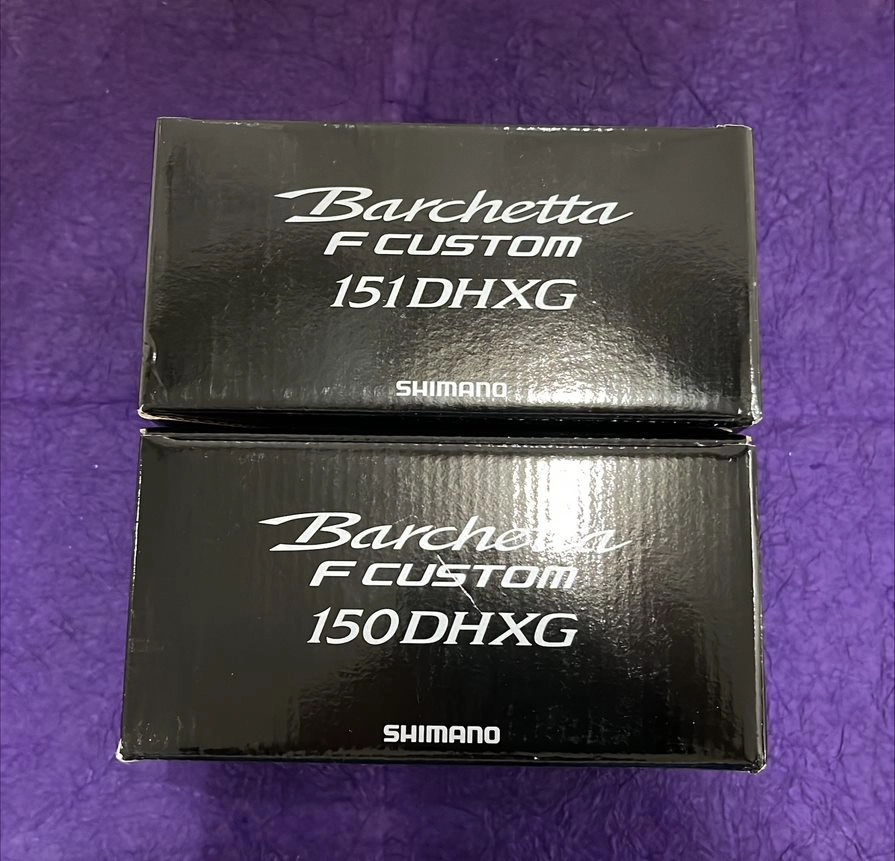 Barchetta
F CUSTOM
151DHXG
SHIMANO
Barchetta
F CUSTOM
150DHXG
SHIMANO